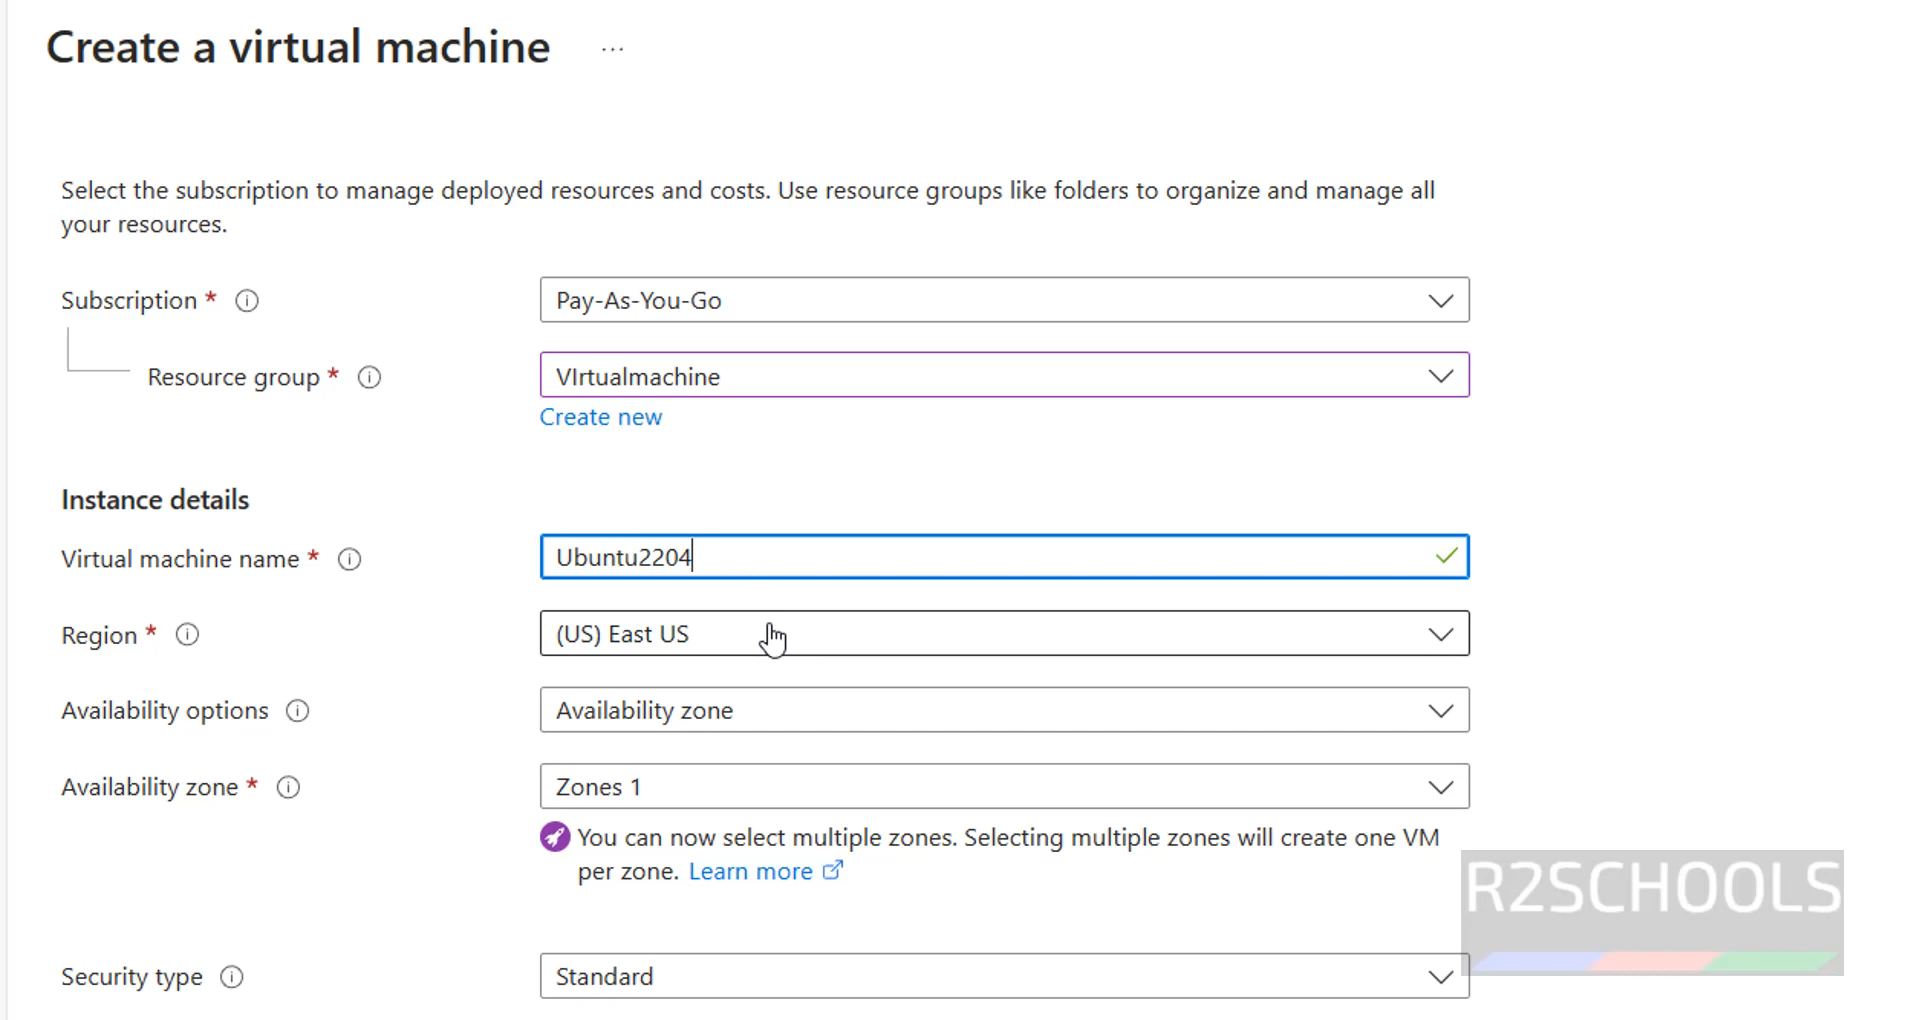 Create a virtual machine ...
Select the subscription to manage deployed resources and costs. Use resource groups like folders to organize and manage all
your resources.
Subscription *
Pay-As-You-Go
Resource group *
VIrtualmachine
Create new
Instance details
Virtual machine name *
Ubuntu2204
Region *
(US) East US
Availability options
Availability zone
Availability zone *
Zones 1
You can now select multiple zones. Selecting multiple zones will create one VM
per zone. Learn more
R2SCHOOLS
Security type
Standard